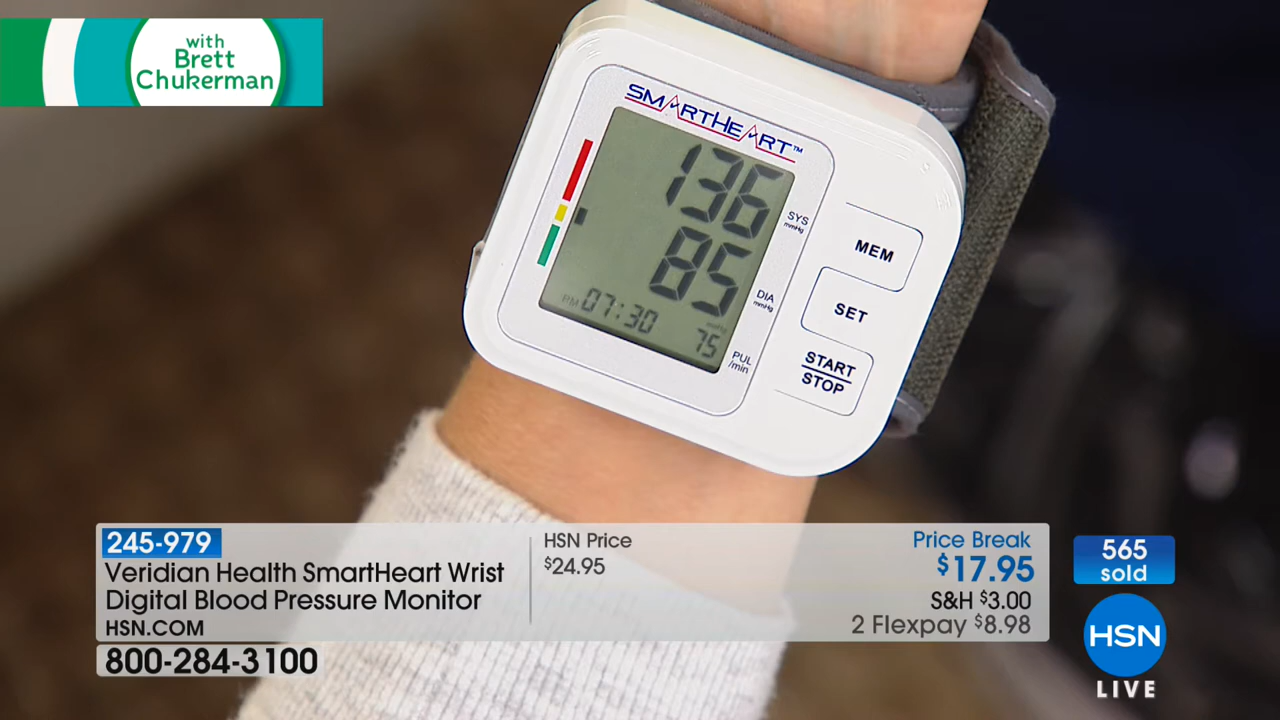 with
Brett
Chukerman
SMARTHEART™
136
SYS
mmHg
85
DIA
mmHg
PM 07:30
mmHg
75
PUL
/min
MEM
SET
START
STOP
245-979
Veridian Health SmartHeart Wrist
Digital Blood Pressure Monitor
HSN.COM
800-284-3100
HSN Price
$24.95
Price Break
$17.95
S&H $3.00
2 Flexpay $8.98
565
sold
HSN
LIVE